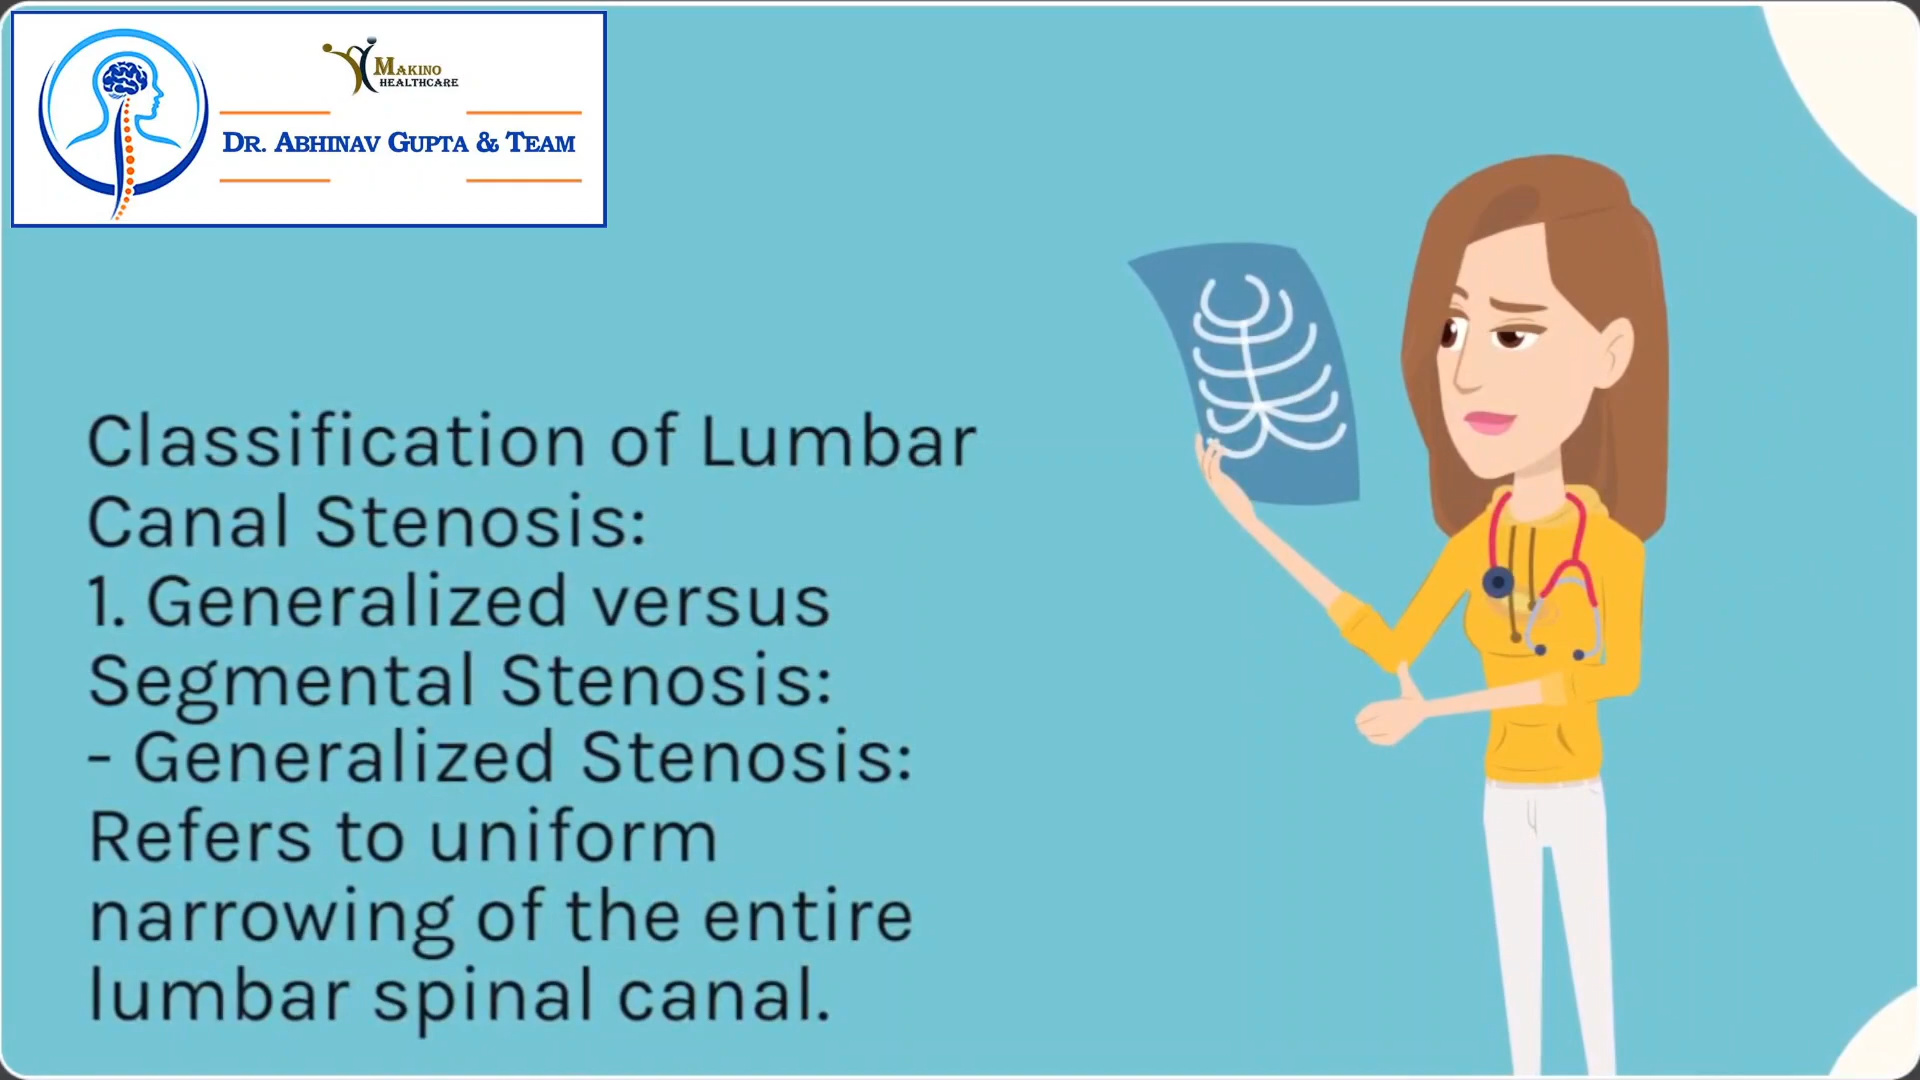 MAKINO
HEALTHCARE
DR. ABHINAV GUPTA & TEAM
Classification of Lumbar
Canal Stenosis:
1. Generalized versus
Segmental Stenosis:
- Generalized Stenosis:
Refers to uniform
narrowing of the entire
lumbar spinal canal.